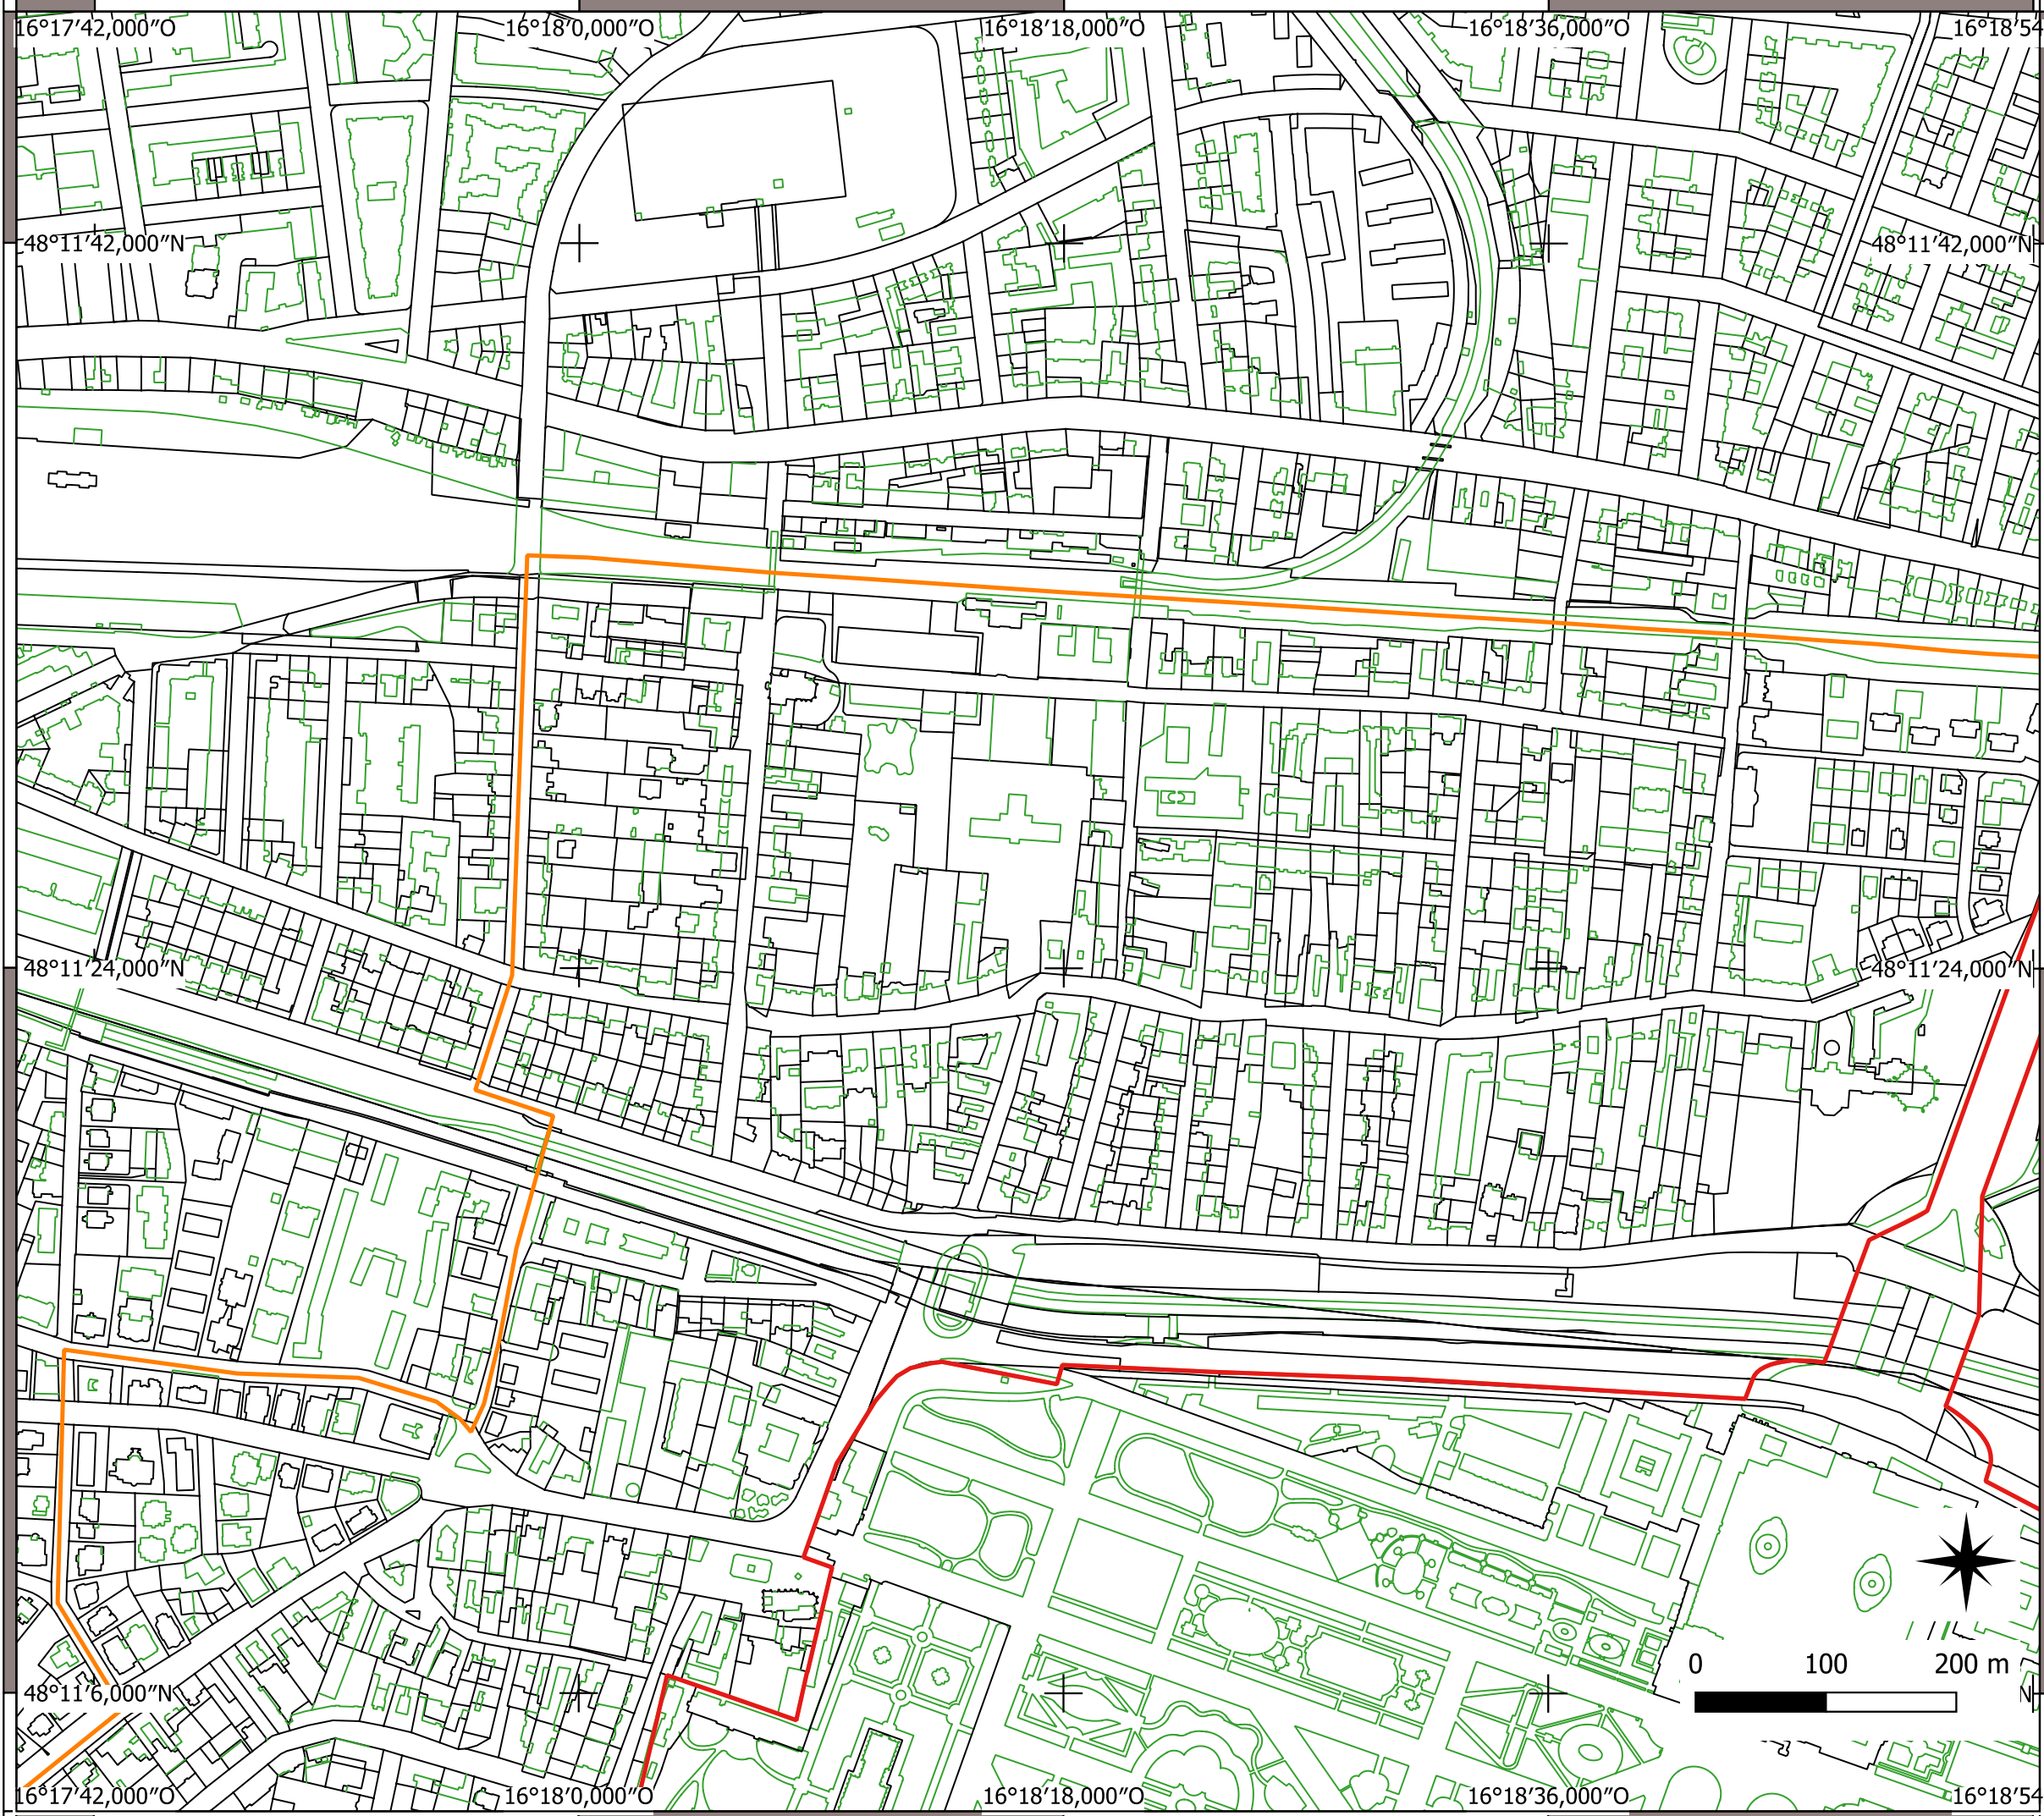 16°17′42,000″O 16°18′0,000″O 16°18′18,000″O 16°18′36,000″O 16°18′54
48°11′42,000″N 48°11′42,000″N
48°11′24,000″N 48°11′24,000″N
0 100 200 m
48°11′6,000″N N
16°17′42,000″O 16°18′0,000″O 16°18′18,000″O 16°18′36,000″O 16°18′54